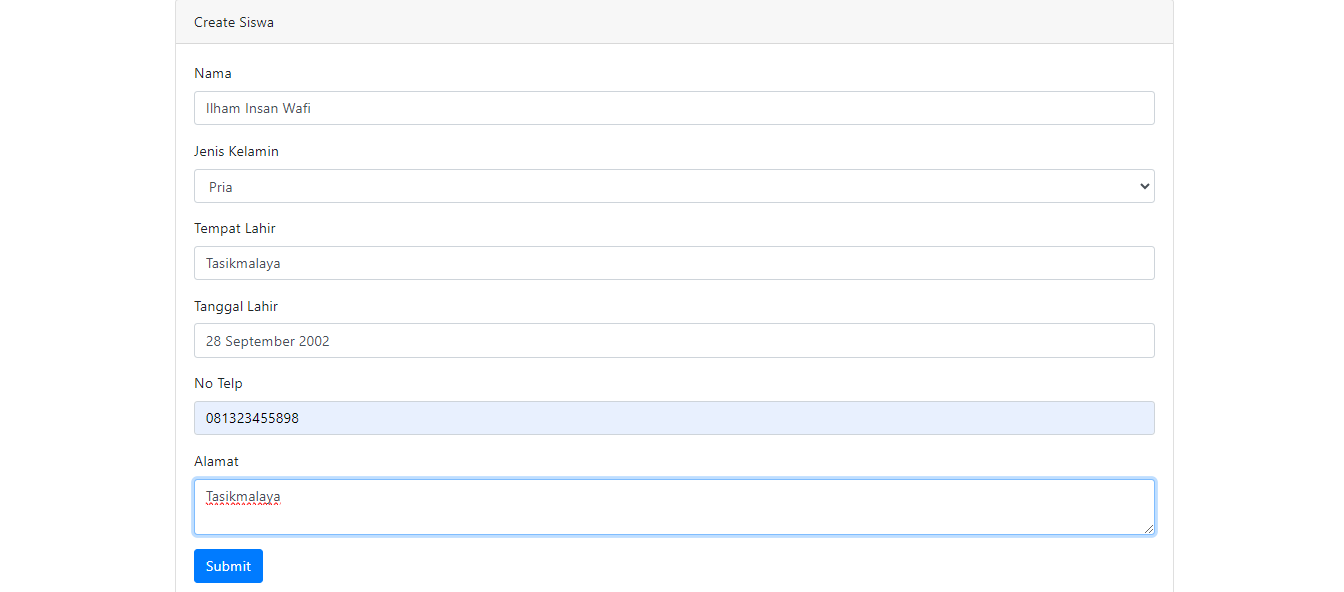 Create Siswa
Nama
Ilham Insan Wafi
Jenis Kelamin
Pria
Tempat Lahir
Tasikmalaya
Tanggal Lahir
28 September 2002
No Telp
081323455898
Alamat
Tasikmalaya
Submit